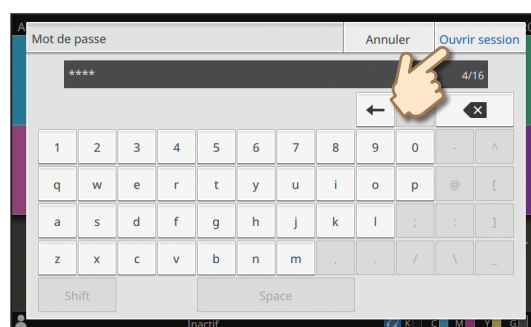 Mot de passe Annuler Ouvrir session
**** 4/16
←
1 2 3 4 5 6 7 8 9 0 - ^
q w e r t y u i o p @ [
a s d f g h j k l ; : ]
z x c v b n m , . / \ _
Shift Space
Inactif K C M Y